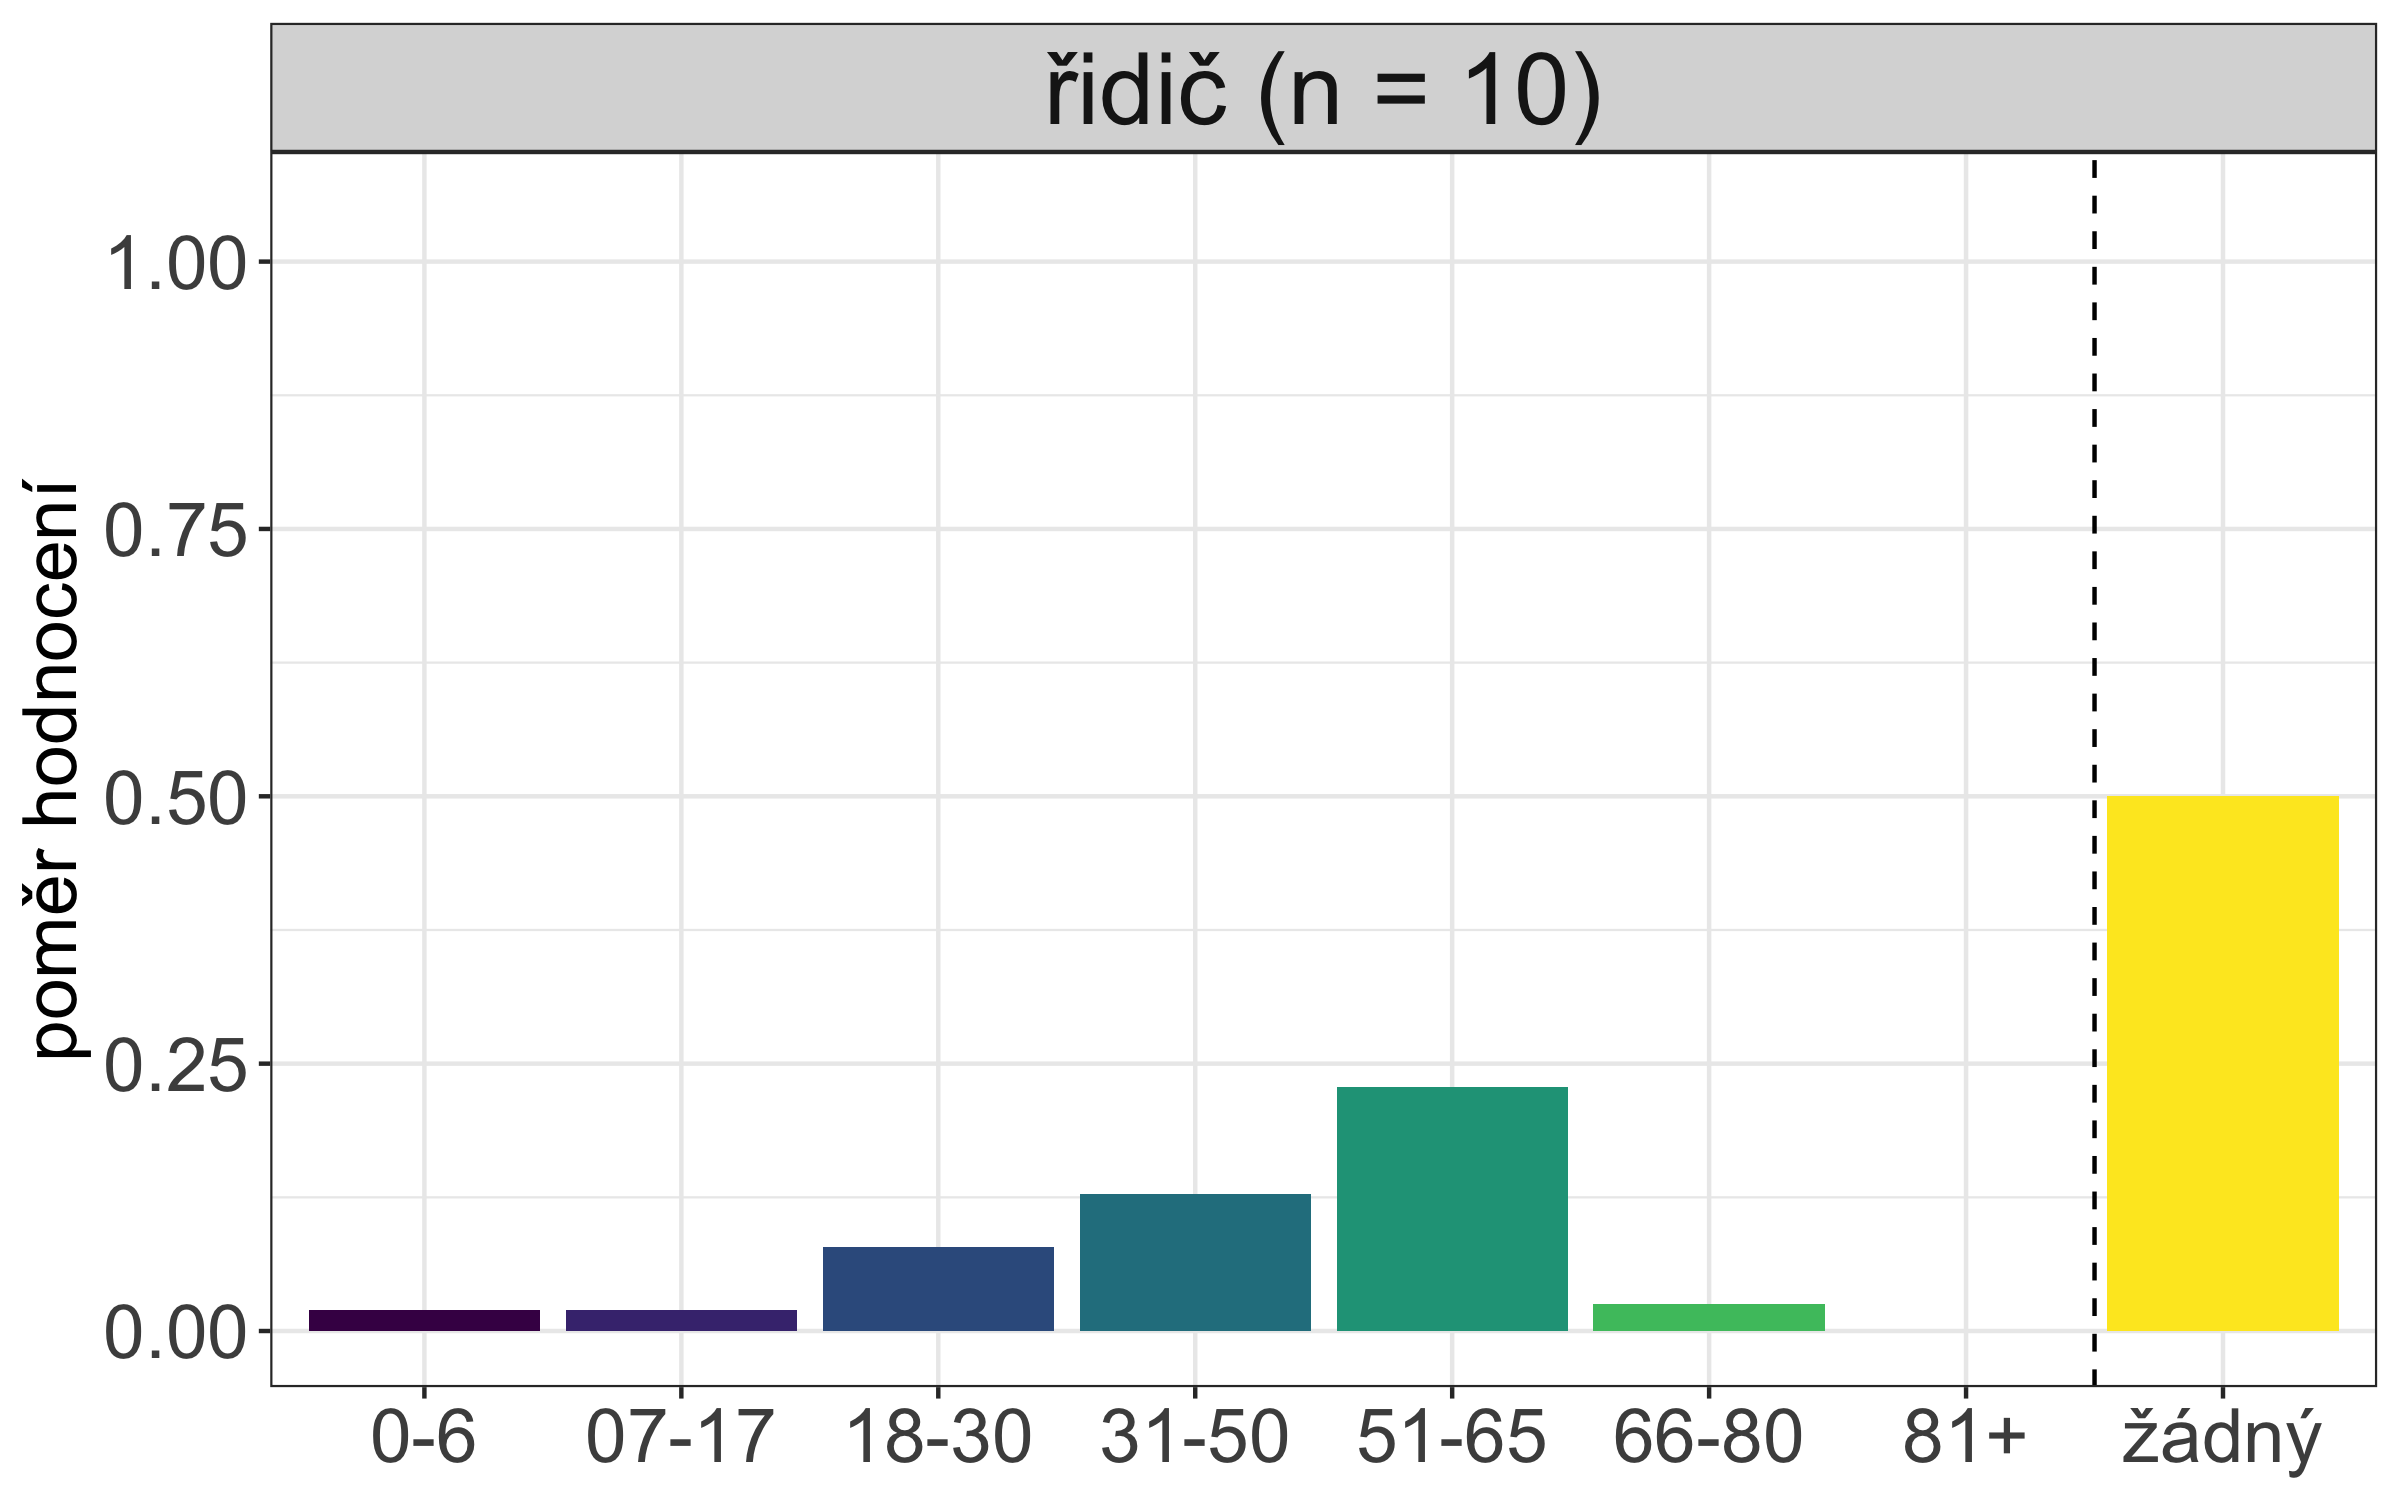 řidič (n = 10)
poměr hodnocení
1.00
0.75
0.50
0.25
0.00
0-6 07-17 18-30 31-50 51-65 66-80 81+ žádný